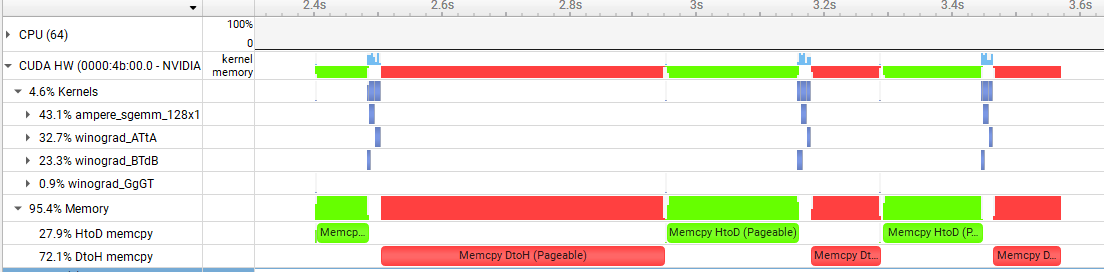 2.4s 2.6s 2.8s 3s 3.2s 3.4s 3.6s
CPU (64) 100%
0
CUDA HW (0000:4b:00.0 - NVIDIA kernel
memory
4.6% Kernels
43.1% ampere_sgemm_128x1
32.7% winograd_ATtA
23.3% winograd_BTdB
0.9% winograd_GgGT
95.4% Memory
27.9% HtoD memcpy Memcp... Memcpy HtoD (Pageable) Memcpy HtoD (P...
72.1% DtoH memcpy Memcpy DtoH (Pageable) Memcpy Dt... Memcpy D...